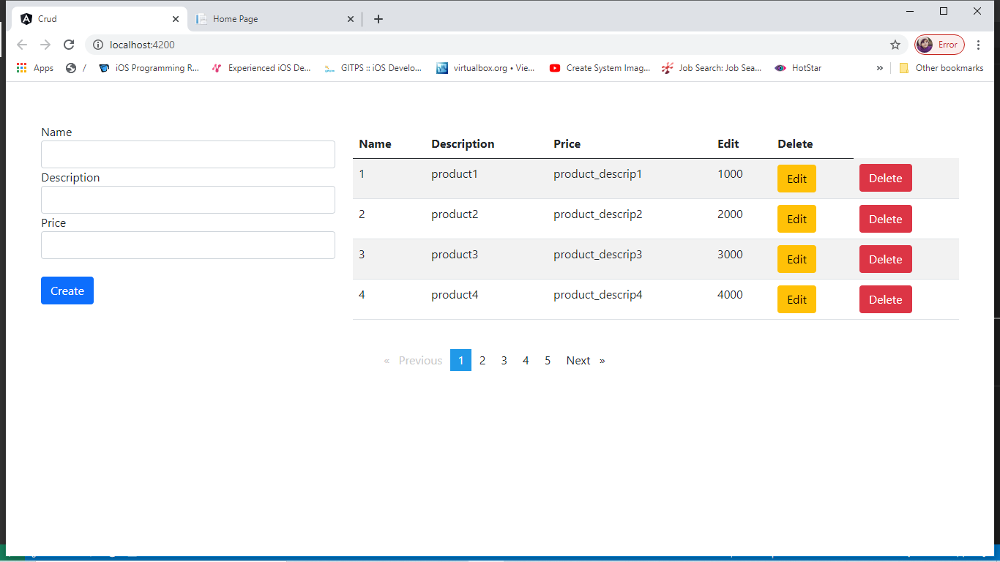 Crud
Home Page
localhost:4200
Error
Apps
/
iOS Programming R...
Experienced iOS De...
GITPS :: iOS Develo...
virtualbox.org • Vie...
Create System Imag...
Job Search: Job Sea...
HotStar
»
Other bookmarks
Name
Description
Price
Create
Name Description Price Edit Delete
1 product1 product_descrip1 1000 Edit Delete
2 product2 product_descrip2 2000 Edit Delete
3 product3 product_descrip3 3000 Edit Delete
4 product4 product_descrip4 4000 Edit Delete
« Previous 1 2 3 4 5 Next »